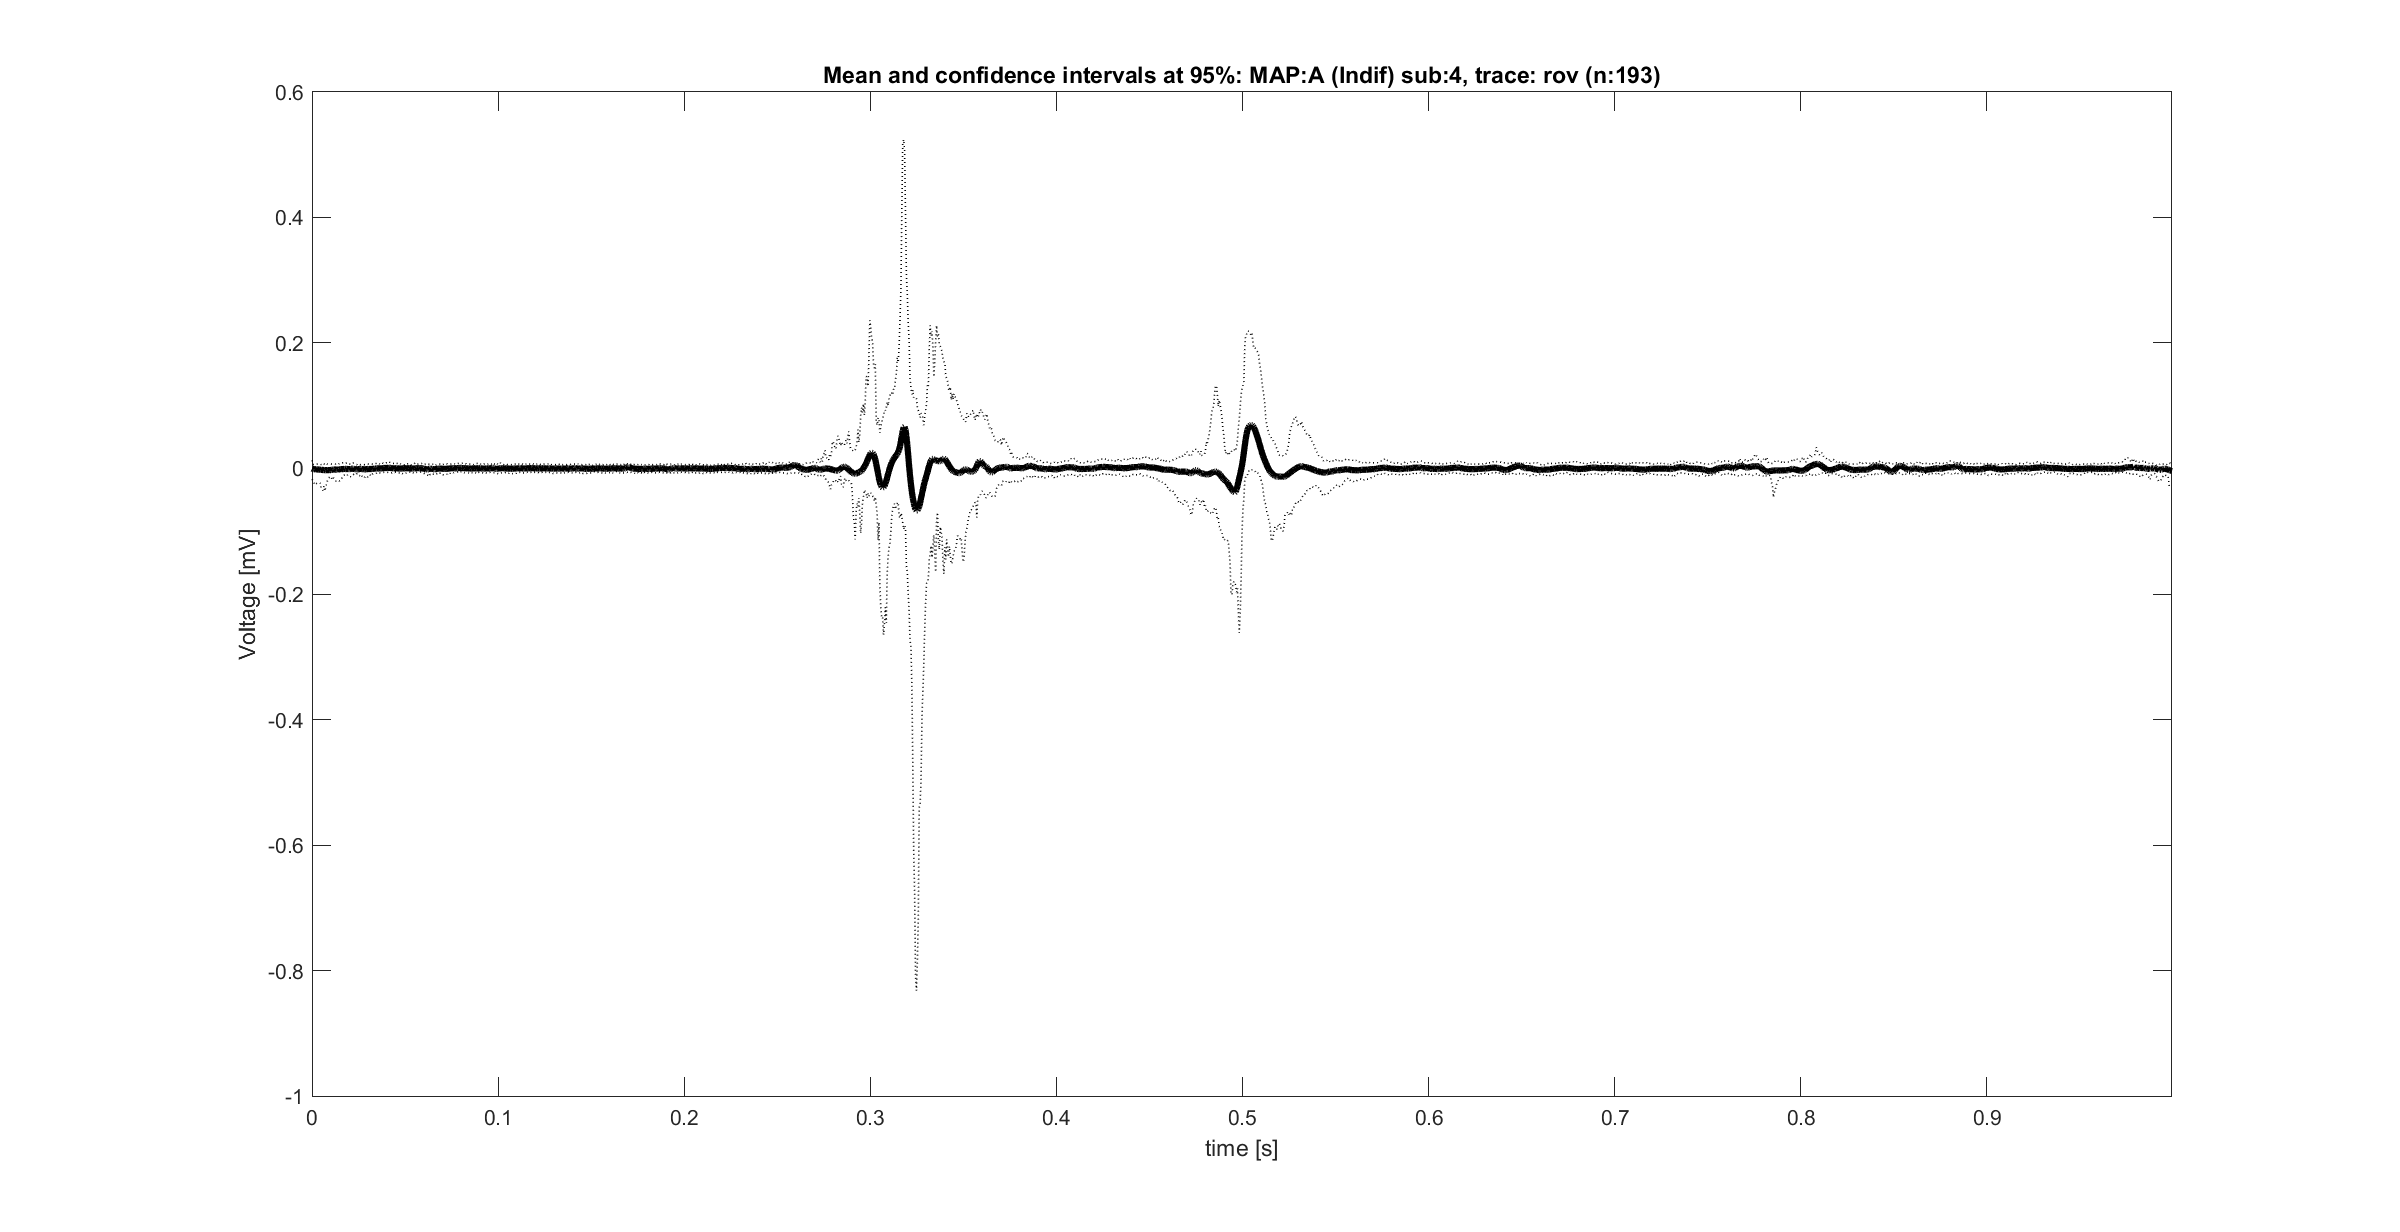 Mean and confidence intervals at 95%: MAP:A (Indif) sub:4, trace: rov (n:193)
0.6
0.4
0.2
0
-0.2
-0.4
-0.6
-0.8
-1
Voltage [mV]
0 0.1 0.2 0.3 0.4 0.5 0.6 0.7 0.8 0.9
time [s]